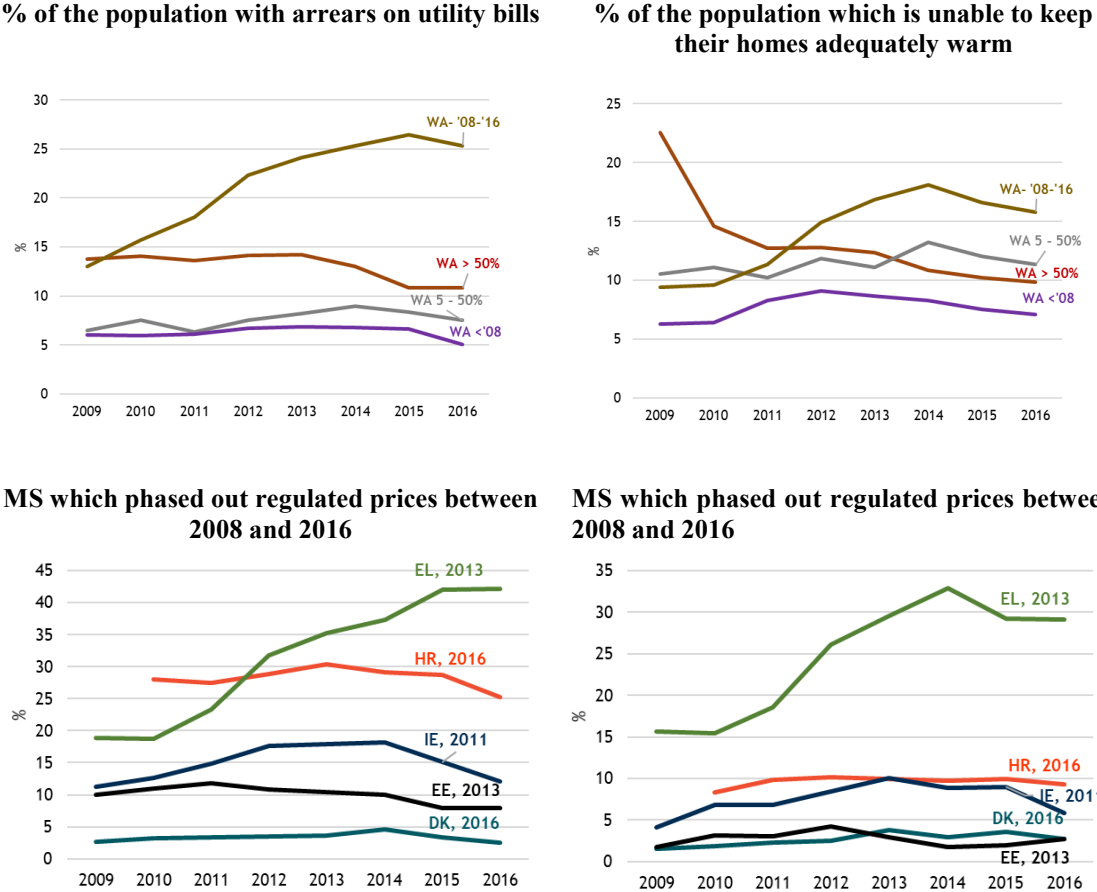 % of the population with arrears on utility bills
30
25
20
15
10
5
0
%
WA- '08-'16
WA > 50%
WA 5 - 50%
WA <'08
2009 2010 2011 2012 2013 2014 2015 2016
% of the population which is unable to keep
their homes adequately warm
25
20
15
10
5
0
%
WA- '08-'16
WA 5 - 50%
WA > 50%
WA <'08
2009 2010 2011 2012 2013 2014 2015 2016
MS which phased out regulated prices between
2008 and 2016
45
40
35
30
25
20
15
10
5
0
%
EL, 2013
HR, 2016
IE, 2011
EE, 2013
DK, 2016
2009 2010 2011 2012 2013 2014 2015 2016
MS which phased out regulated prices betwee
2008 and 2016
35
30
25
20
15
10
5
0
%
EL, 2013
HR, 2016
IE, 2011
DK, 2016
EE, 2013
2009 2010 2011 2012 2013 2014 2015 2016